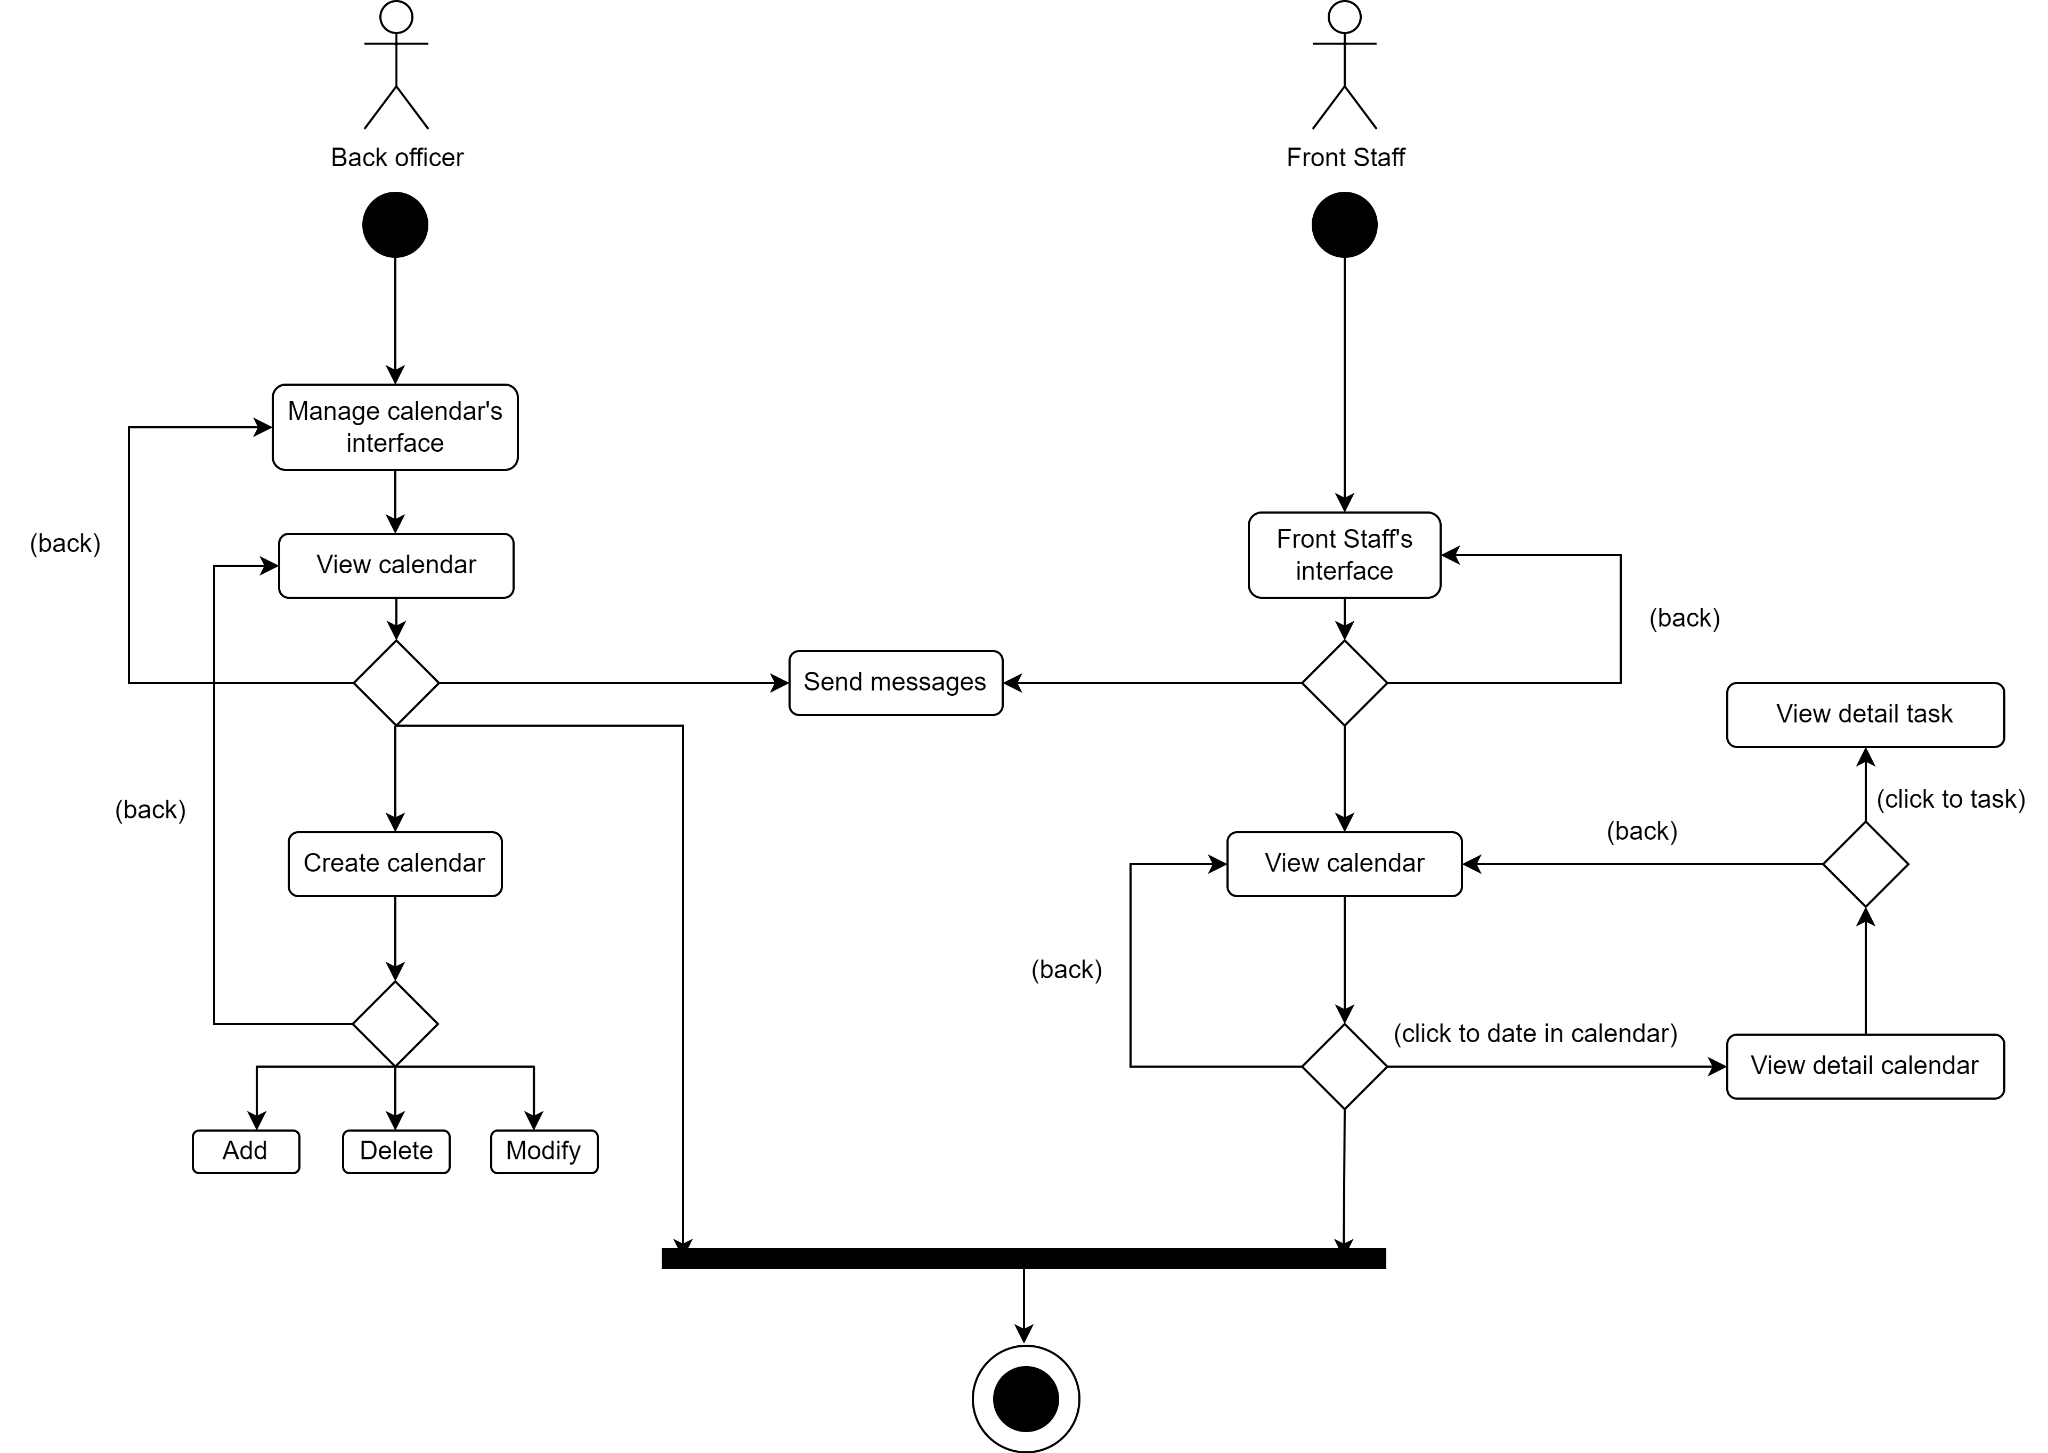 Back officer
Front Staff
Manage calendar's
interface
Front Staff's
interface
(back)
View calendar
(back)
Send messages
View detail task
(click to task)
(back)
(back)
Create calendar
View calendar
(back)
(click to date in calendar)
View detail calendar
Add
Delete
Modify